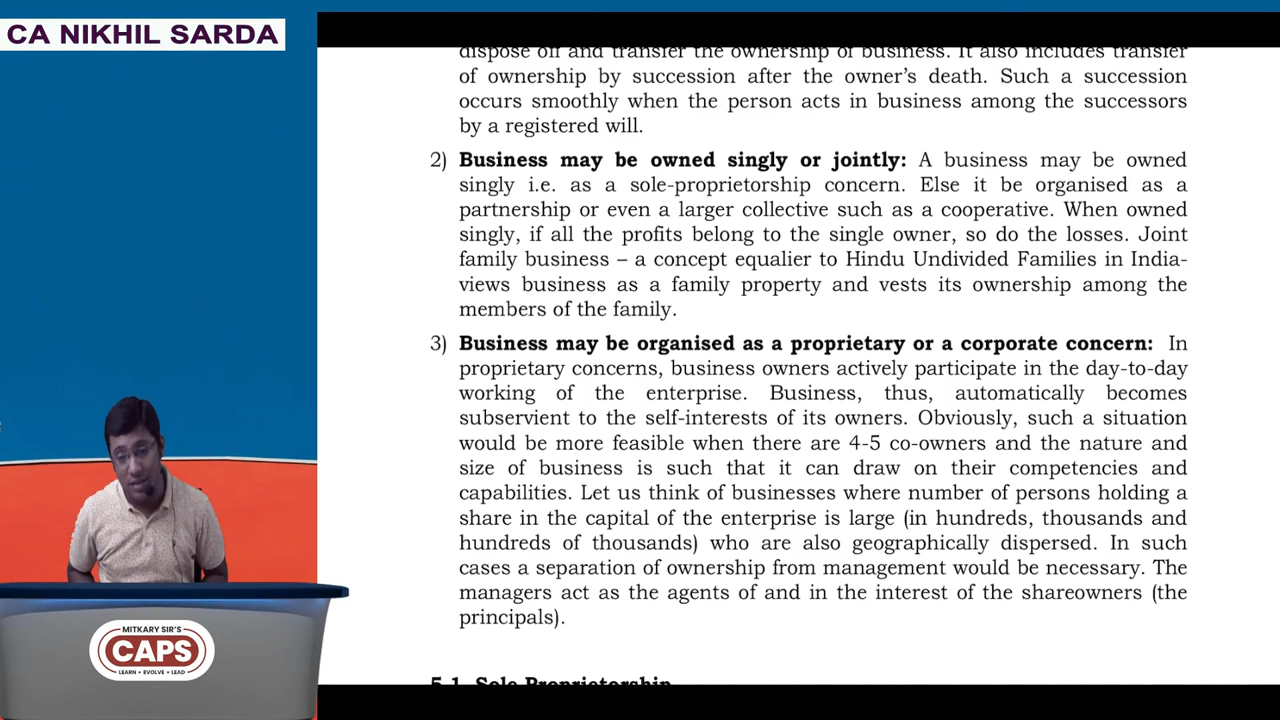 CA NIKHIL SARDA
dispose off and transfer the ownership of business. It also includes transfer
of ownership by succession after the owner's death. Such a succession
occurs smoothly when the person acts in business among the successors
by a registered will.
2) Business may be owned singly or jointly: A business may be owned
singly i.e. as a sole-proprietorship concern. Else it be organised as a
partnership or even a larger collective such as a cooperative. When owned
singly, if all the profits belong to the single owner, so do the losses. Joint
family business – a concept equalier to Hindu Undivided Families in India-
views business as a family property and vests its ownership among the
members of the family.
3) Business may be organised as a proprietary or a corporate concern: In
proprietary concerns, business owners actively participate in the day-to-day
working of the enterprise. Business, thus, automatically becomes
subservient to the self-interests of its owners. Obviously, such a situation
would be more feasible when there are 4-5 co-owners and the nature and
size of business is such that it can draw on their competencies and
capabilities. Let us think of businesses where number of persons holding a
share in the capital of the enterprise is large (in hundreds, thousands and
hundreds of thousands) who are also geographically dispersed. In such
cases a separation of ownership from management would be necessary. The
managers act as the agents of and in the interest of the shareowners (the
principals).
5.1 Sole Proprietorship
MITKARY SIR'S
CAPS
LEARN • EVOLVE • LEAD